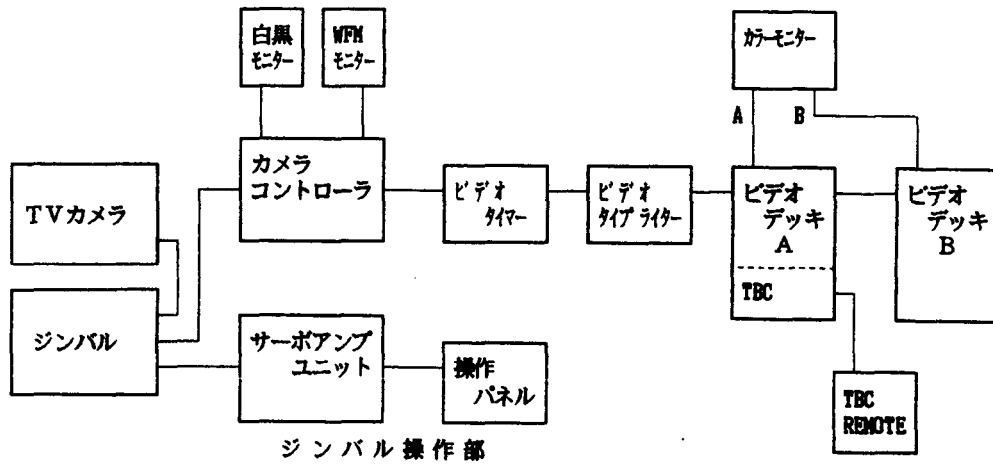 白黒
モニター
WFM
モニター
カラーモニター
A
B
カメラ
コントローラ
TVカメラ
ビデオ
タイマー
ビデオ
タイプライター
ビデオ
デッキ
A
TBC
ビデオ
デッキ
B
ジンバル
サーボアンプ
ユニット
操作
パネル
TBC
REMOTE
ジンバル操作部